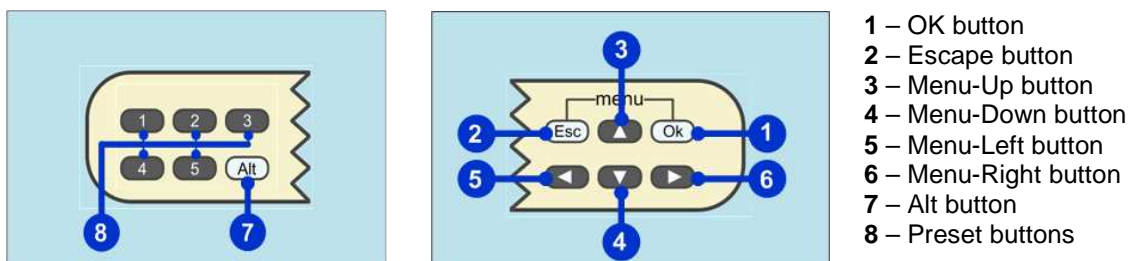 1 2 3
4 5 Alt
8 7
3
menu
2 Esc Ok 1
5 6
4
1 – OK button
2 – Escape button
3 – Menu-Up button
4 – Menu-Down button
5 – Menu-Left button
6 – Menu-Right button
7 – Alt button
8 – Preset buttons